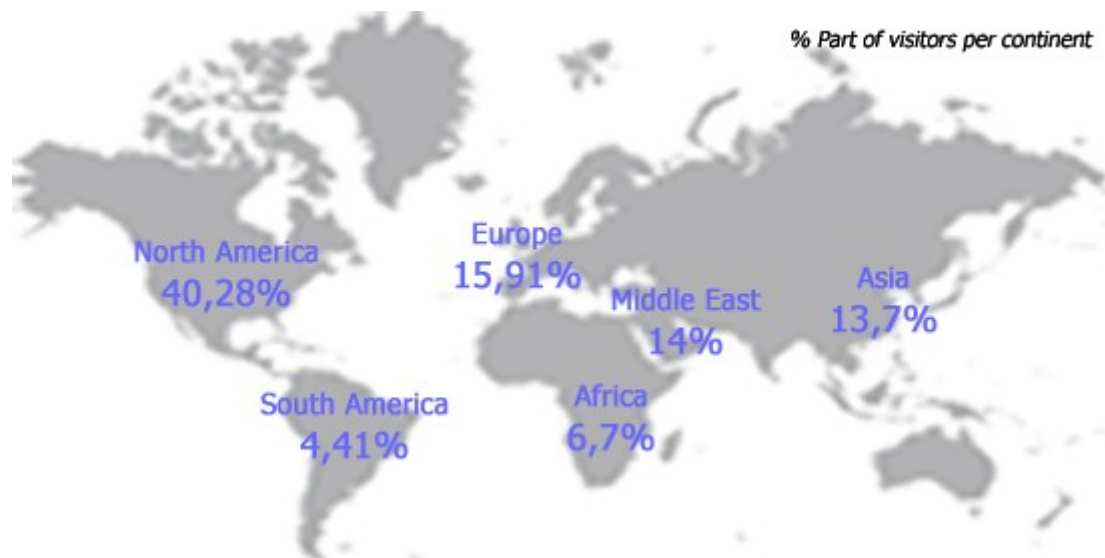 % Part of visitors per continent
North America
40,28%
Europe
15,91%
Middle East
14%
Asia
13,7%
South America
4,41%
Africa
6,7%